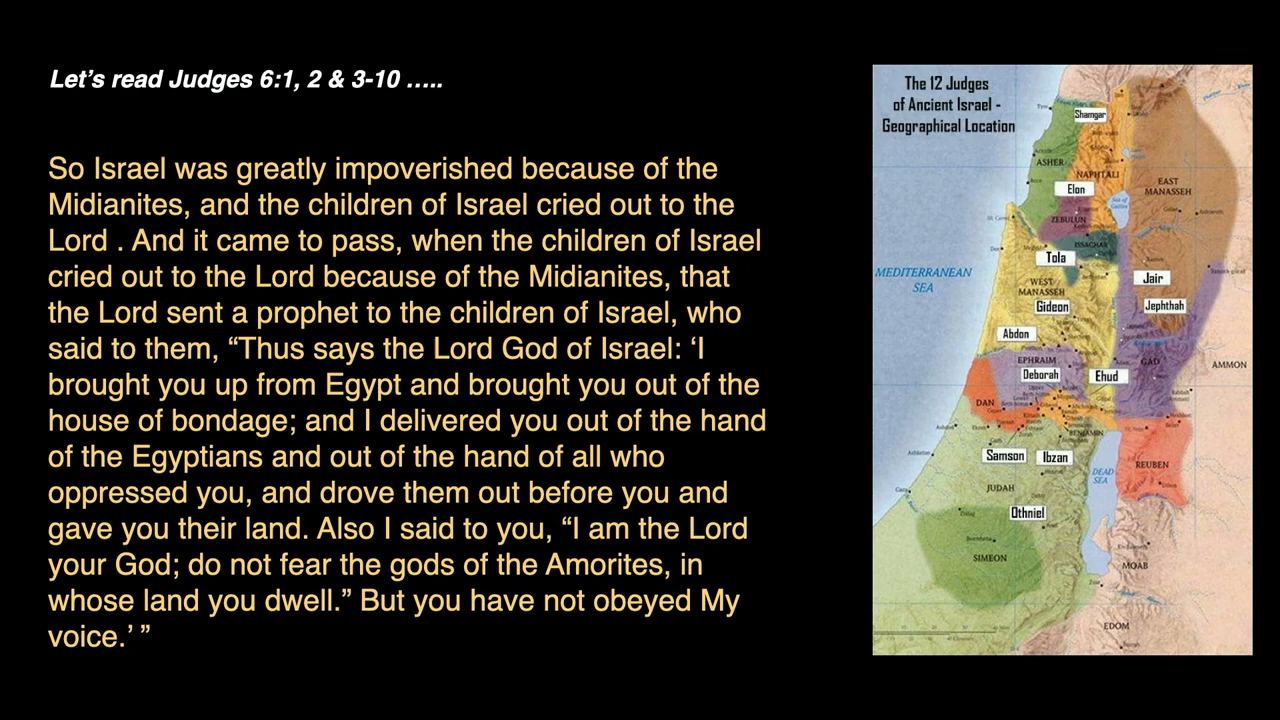 Let’s read Judges 6:1, 2 & 3-10 …..
So Israel was greatly impoverished because of the
Midianites, and the children of Israel cried out to the
Lord . And it came to pass, when the children of Israel
cried out to the Lord because of the Midianites, that
the Lord sent a prophet to the children of Israel, who
said to them, “Thus says the Lord God of Israel: ‘I
brought you up from Egypt and brought you out of the
house of bondage; and I delivered you out of the hand
of the Egyptians and out of the hand of all who
oppressed you, and drove them out before you and
gave you their land. Also I said to you, “I am the Lord
your God; do not fear the gods of the Amorites, in
whose land you dwell.” But you have not obeyed My
voice.’ ”
The 12 Judges
of Ancient Israel -
Geographical Location
Shamgar
ASHER
NAPHTALI
Elon
EAST
MANASSEH
Sea of
Galilee
ZEBULUN
ISSACHAR
Tola
MEDITERRANEAN
SEA
WEST
MANASSEH
Jair
Gideon
Jephthah
Abdon
EPHRAIM
GAD
AMMON
Deborah
Ehud
DAN
BENJAMIN
Samson
Ibzan
REUBEN
DEAD
SEA
JUDAH
Othniel
SIMEON
MOAB
EDOM